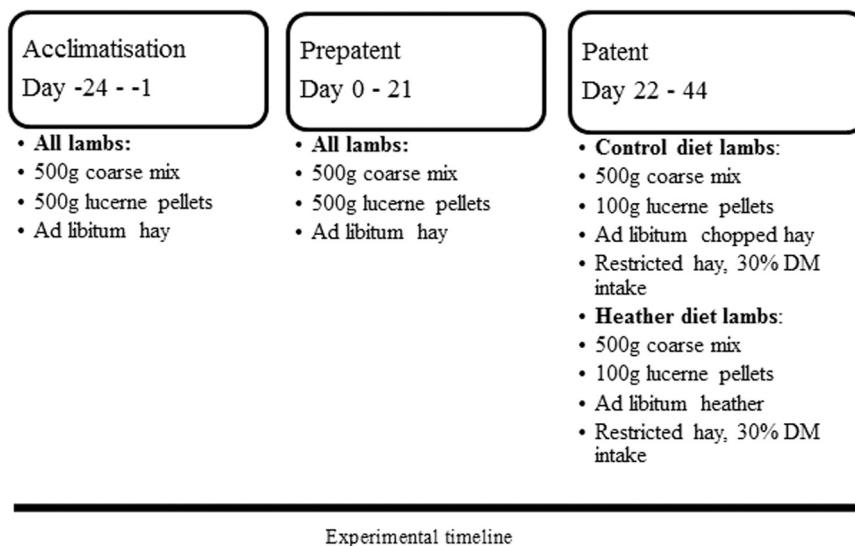 Acclimatisation
Day -24 - -1
• All lambs:
• 500g coarse mix
• 500g lucerne pellets
• Ad libitum hay
Prepatent
Day 0 - 21
• All lambs:
• 500g coarse mix
• 500g lucerne pellets
• Ad libitum hay
Patent
Day 22 - 44
• Control diet lambs:
• 500g coarse mix
• 100g lucerne pellets
• Ad libitum chopped hay
• Restricted hay, 30% DM
intake
• Heather diet lambs:
• 500g coarse mix
• 100g lucerne pellets
• Ad libitum heather
• Restricted hay, 30% DM
intake
Experimental timeline